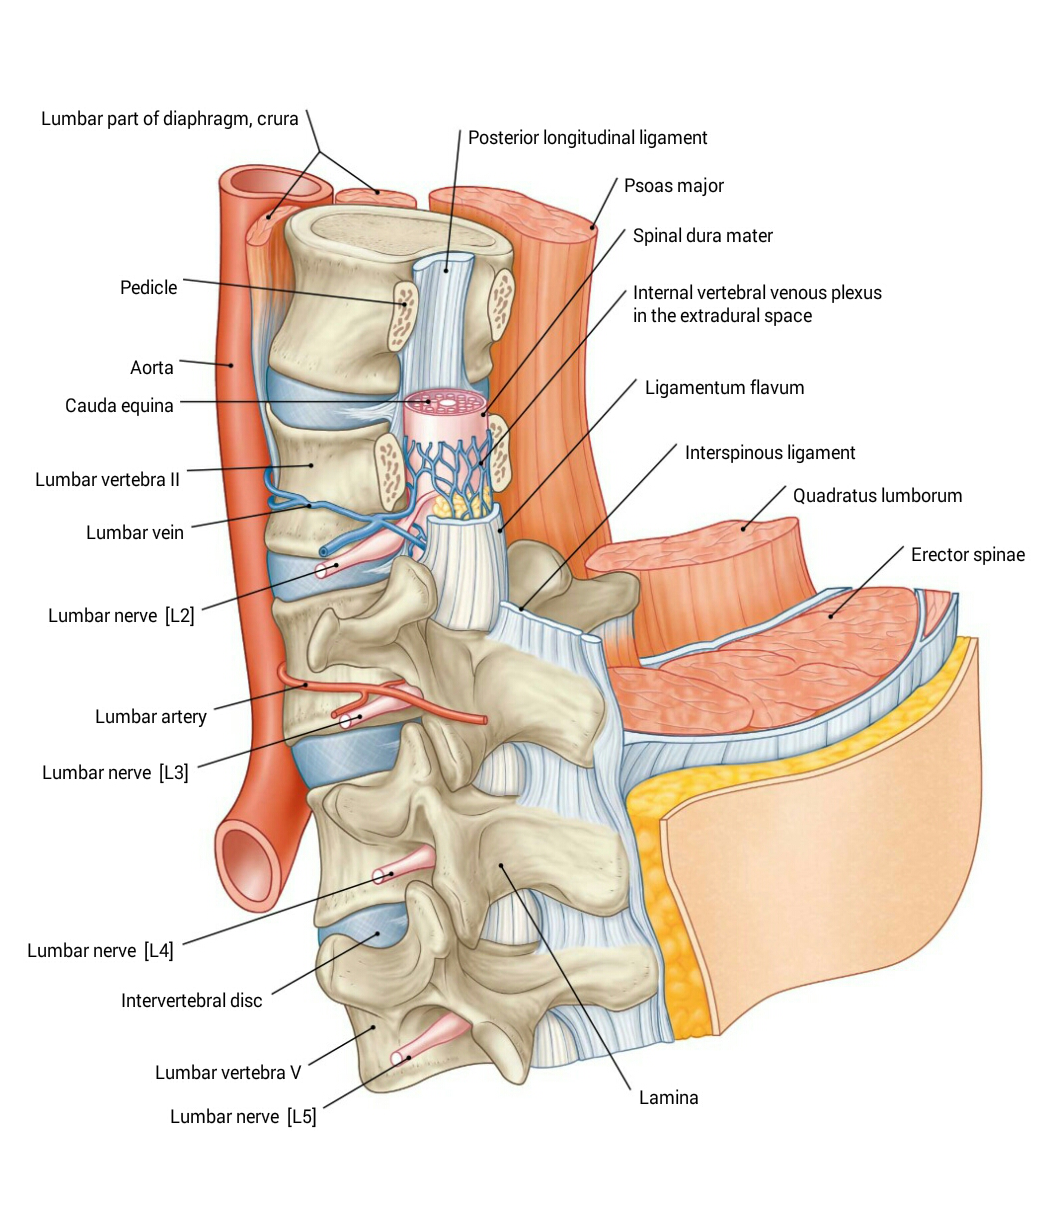 Lumbar part of diaphragm, crura
Posterior longitudinal ligament
Psoas major
Spinal dura mater
Pedicle
Internal vertebral venous plexus
in the extradural space
Aorta
Ligamentum flavum
Cauda equina
Interspinous ligament
Lumbar vertebra II
Quadratus lumborum
Lumbar vein
Erector spinae
Lumbar nerve [L2]
Lumbar artery
Lumbar nerve [L3]
Lumbar nerve [L4]
Intervertebral disc
Lumbar vertebra V
Lamina
Lumbar nerve [L5]